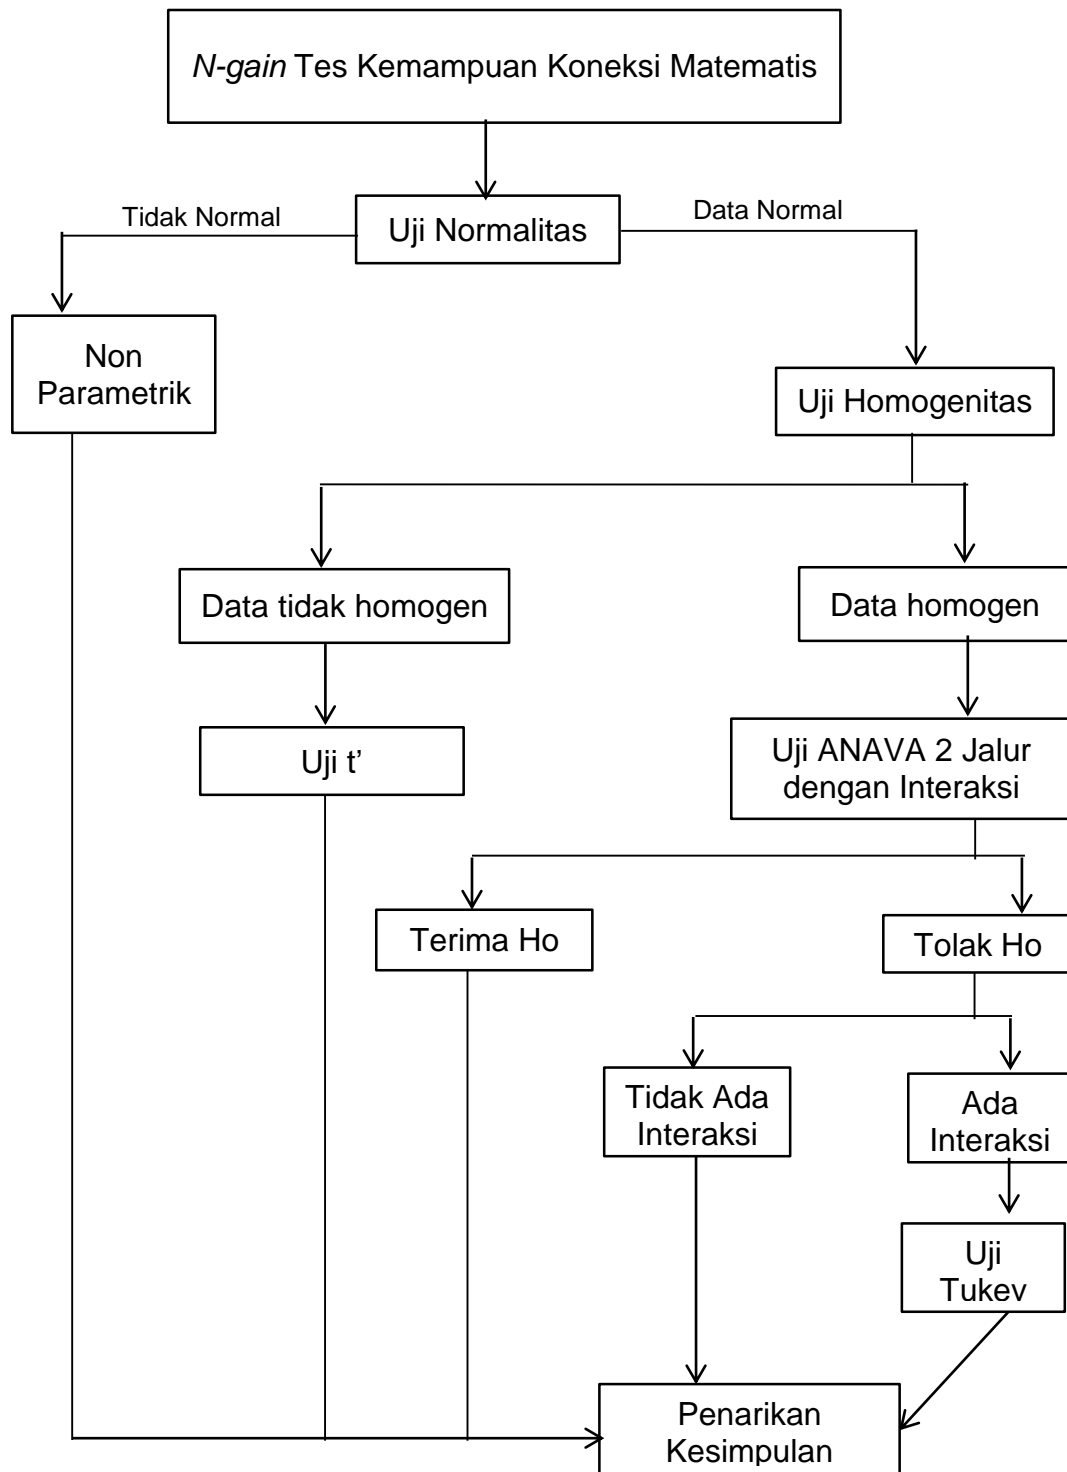 N-gain Tes Kemampuan Koneksi Matematis
Tidak Normal
Data Normal
Uji Normalitas
Non
Parametrik
Uji Homogenitas
Data tidak homogen
Data homogen
Uji t’
Uji ANAVA 2 Jalur
dengan Interaksi
Terima Ho
Tolak Ho
Tidak Ada
Interaksi
Ada
Interaksi
Uji
Tukey
Penarikan
Kesimpulan